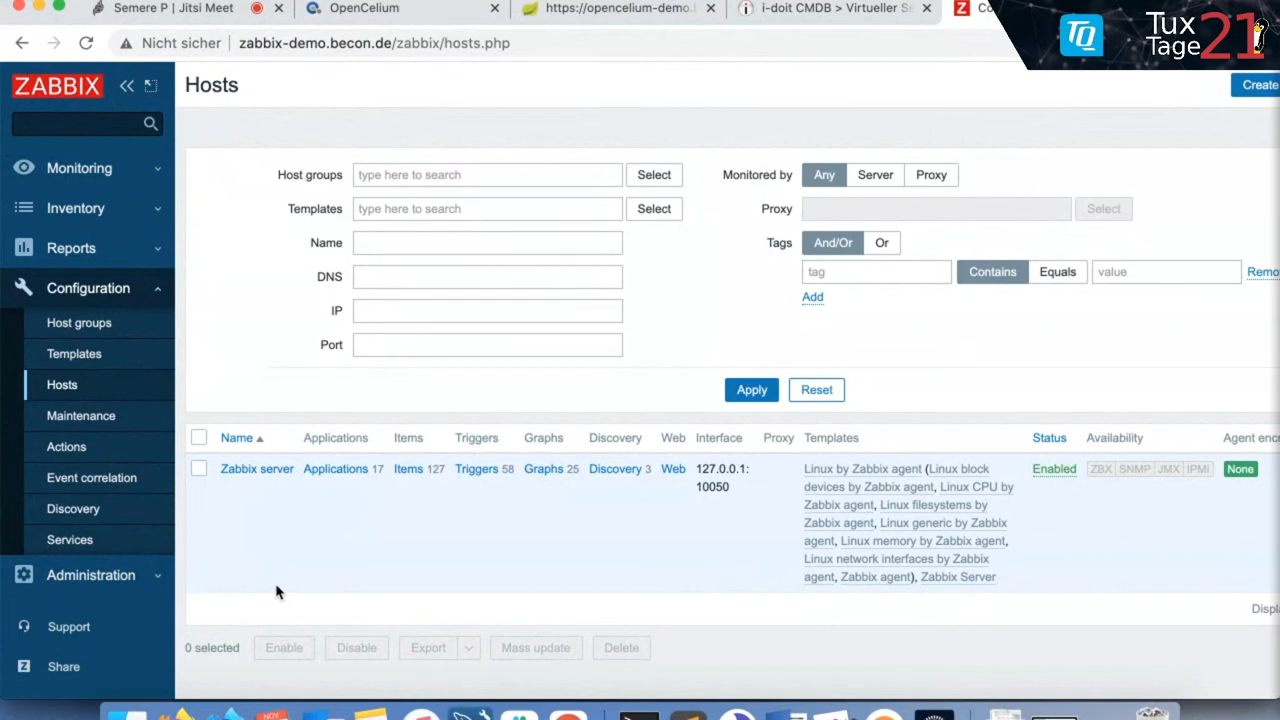 Semere P | Jitsi Meet
OpenCelium
https://opencelium-demo.
i-doit CMDB > Virtueller Se
Co
TQ
Tux
Tage
21
Nicht sicher
zabbix-demo.becon.de/zabbix/hosts.php
ZABBIX
Hosts
Create
Monitoring
Inventory
Reports
Configuration
Host groups
Templates
Hosts
Maintenance
Actions
Event correlation
Discovery
Services
Administration
Support
Share
Host groups
type here to search
Select
Templates
type here to search
Select
Name
DNS
IP
Port
Monitored by
Any
Server
Proxy
Proxy
Select
Tags
And/Or
Or
tag
Contains
Equals
value
Remo
Add
Apply
Reset
Name
Applications
Items
Triggers
Graphs
Discovery
Web
Interface
Proxy
Templates
Status
Availability
Agent encr
Zabbix server
Applications 17
Items 127
Triggers 58
Graphs 25
Discovery 3
Web
127.0.0.1:
10050
Linux by Zabbix agent (Linux block
devices by Zabbix agent, Linux CPU by
Zabbix agent, Linux filesystems by
Zabbix agent, Linux generic by Zabbix
agent, Linux memory by Zabbix agent,
Linux network interfaces by Zabbix
agent, Zabbix agent), Zabbix Server
Enabled
ZBX
SNMP
JMX
IPMI
None
Displ
0 selected
Enable
Disable
Export
Mass update
Delete
NOV